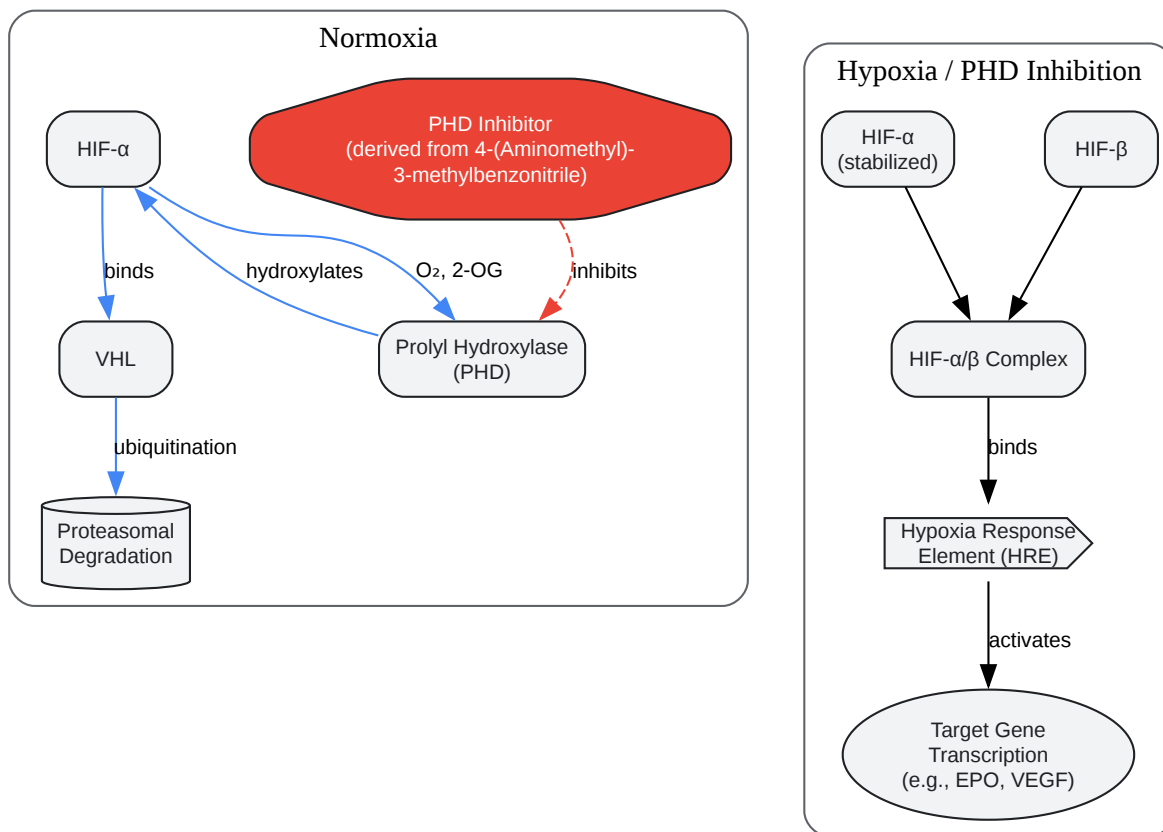 Normoxia
HIF-α
PHD Inhibitor
(derived from 4-(Aminomethyl)-
3-methylbenzonitrile)
binds
hydroxylates
O₂, 2-OG
inhibits
VHL
Prolyl Hydroxylase
(PHD)
ubiquitination
Proteasomal
Degradation
Hypoxia / PHD Inhibition
HIF-α
(stabilized)
HIF-β
HIF-α/β Complex
binds
Hypoxia Response
Element (HRE)
activates
Target Gene
Transcription
(e.g., EPO, VEGF)